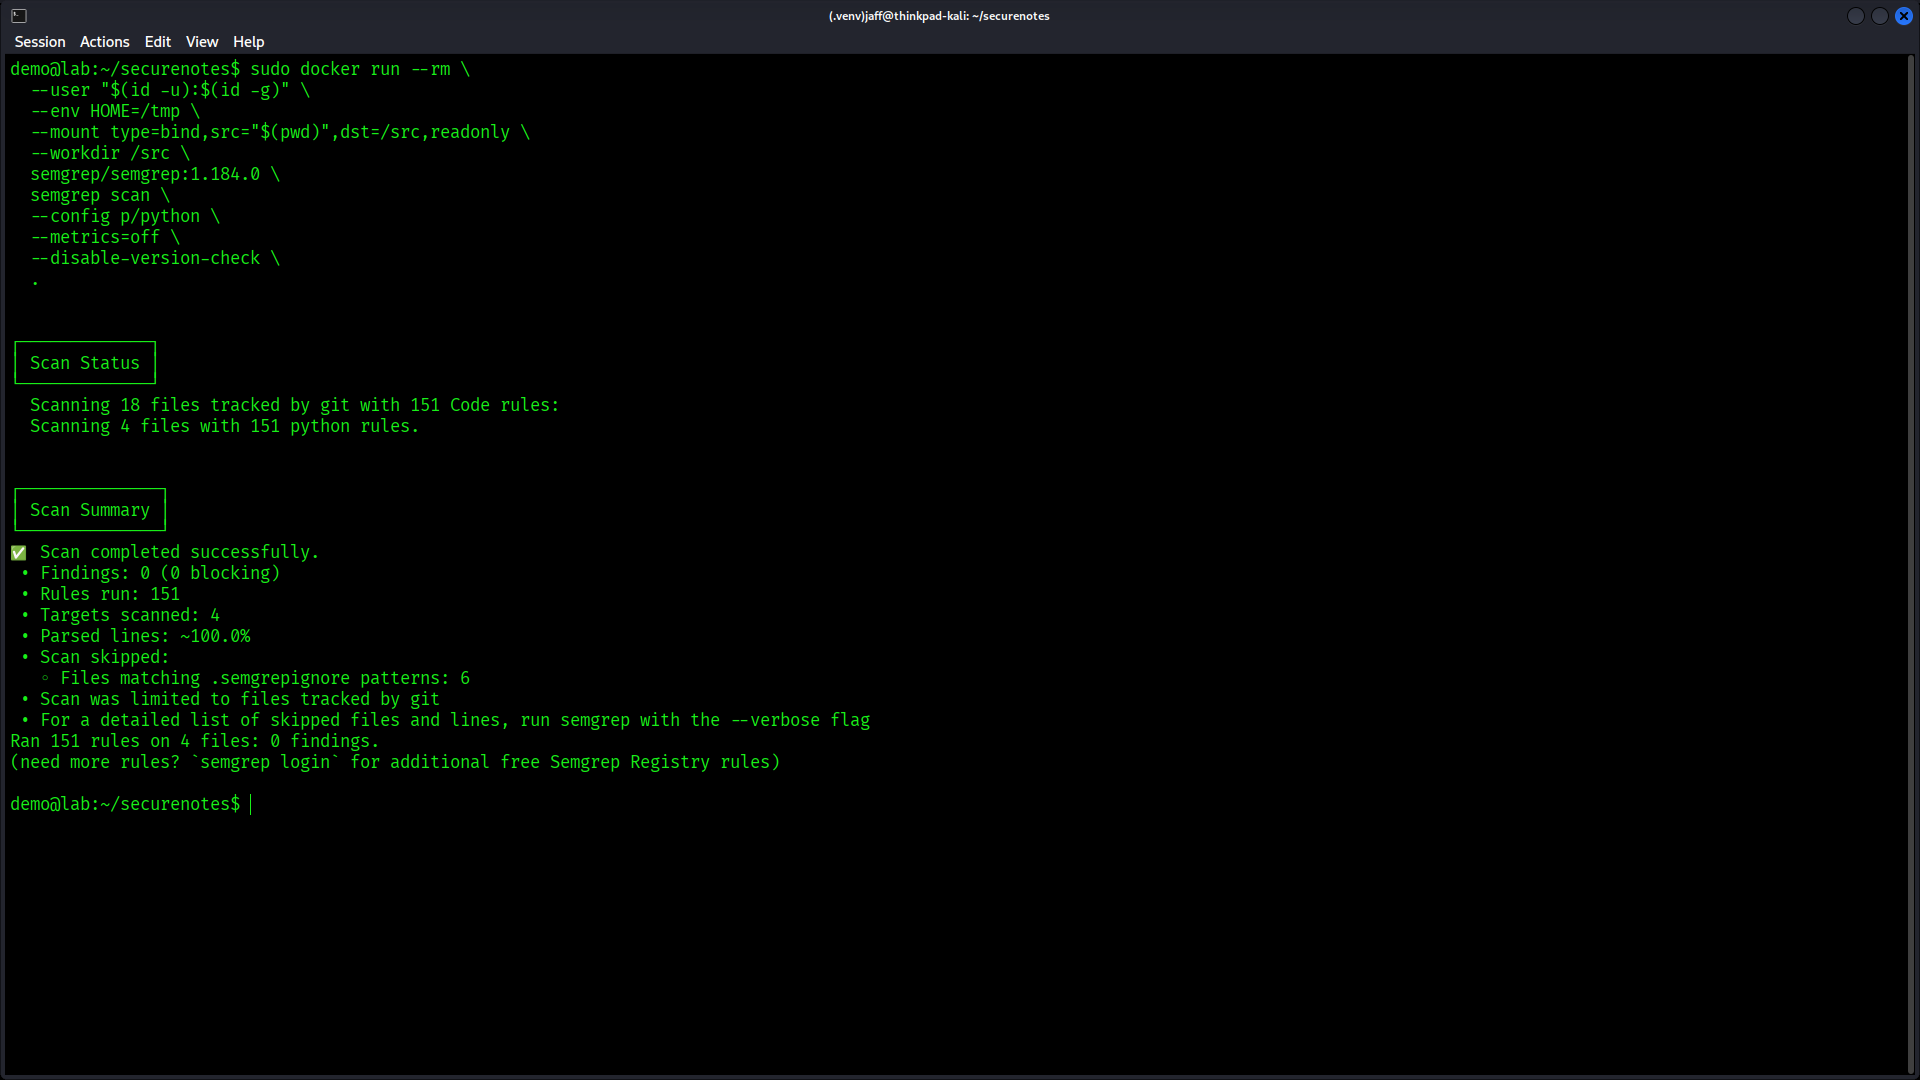 (.venv)jaff@thinkpad-kali: ~/securenotes
Session Actions Edit View Help
demo@lab:~/securenotes$ sudo docker run --rm \
  --user "$(id -u):$(id -g)" \
  --env HOME=/tmp \
  --mount type=bind,src="$(pwd)",dst=/src,readonly \
  --workdir /src \
  semgrep/semgrep:1.184.0 \
  semgrep scan \
  --config p/python \
  --metrics=off \
  --disable-version-check \
  .
Scan Status
  Scanning 18 files tracked by git with 151 Code rules:
  Scanning 4 files with 151 python rules.
Scan Summary
✅ Scan completed successfully.
 • Findings: 0 (0 blocking)
 • Rules run: 151
 • Targets scanned: 4
 • Parsed lines: ~100.0%
 • Scan skipped:
   ◦ Files matching .semgrepignore patterns: 6
 • Scan was limited to files tracked by git
 • For a detailed list of skipped files and lines, run semgrep with the --verbose flag
Ran 151 rules on 4 files: 0 findings.
(need more rules? `semgrep login` for additional free Semgrep Registry rules)
demo@lab:~/securenotes$